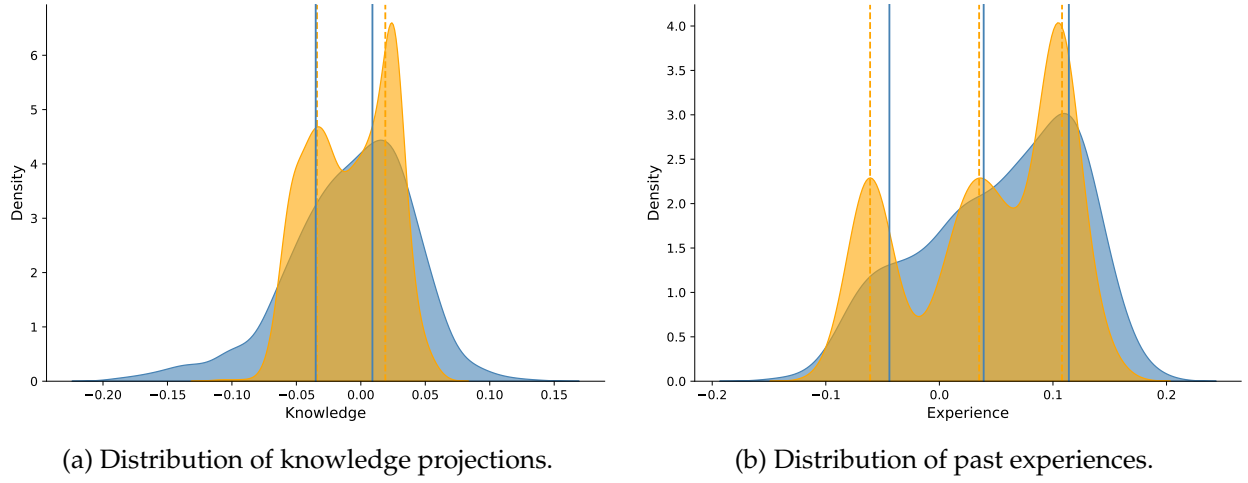 6
5
4
3
2
1
0
Density
−0.20 −0.15 −0.10 −0.05 0.00 0.05 0.10 0.15
Knowledge
(a) Distribution of knowledge projections.
4.0
3.5
3.0
2.5
2.0
1.5
1.0
0.5
0.0
Density
−0.2 −0.1 0.0 0.1 0.2
Experience
(b) Distribution of past experiences.